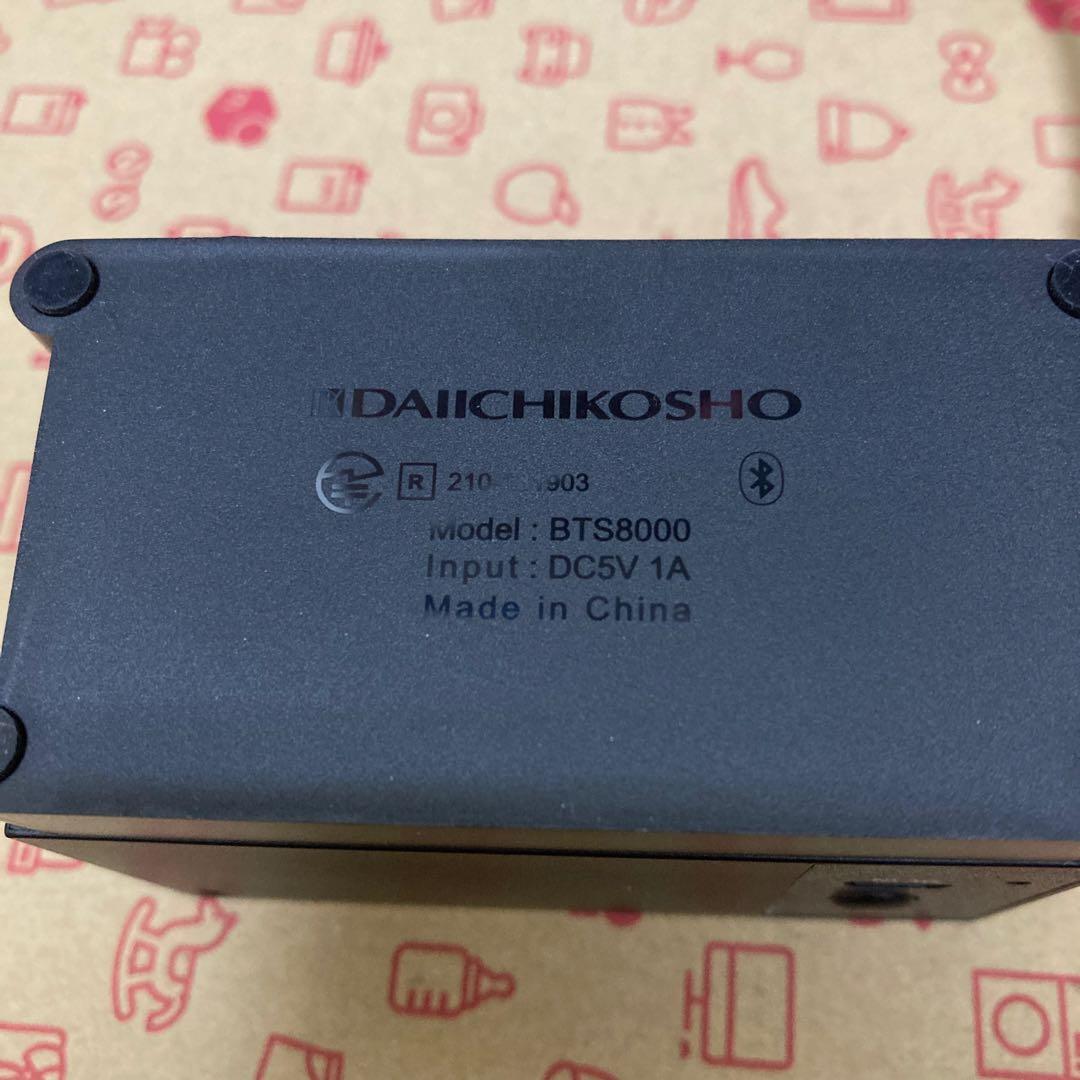 DAIICHIKOSHO
R
Model : BTS8000
Input : DC5V 1A
Made in China